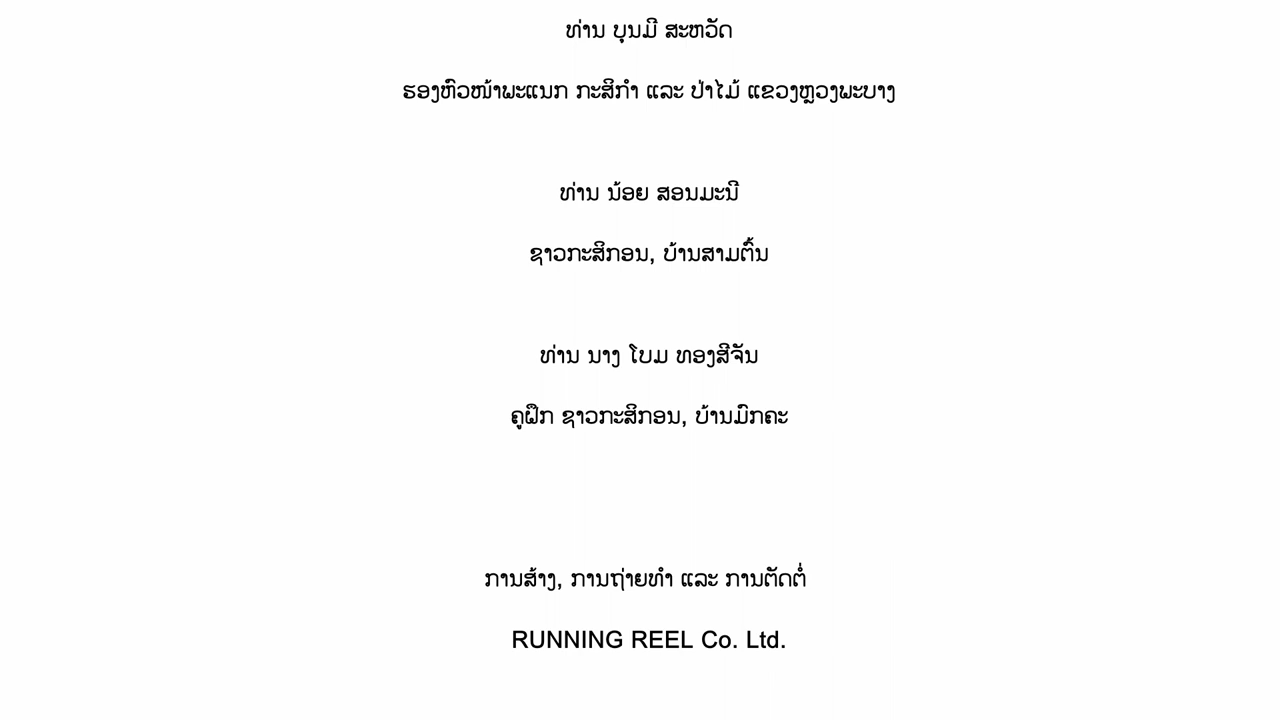 ທ່ານ ບຸນມີ ສະຫວັດ
ຮອງຫົວໜ້າພະແນກ ກະສິກຳ ແລະ ປ່າໄມ້ ແຂວງຫຼວງພະບາງ
ທ່ານ ນ້ອຍ ສອນມະນີ
ຊາວກະສິກອນ, ບ້ານສາມຕົ້ນ
ທ່ານ ນາງ ໂບມ ທອງສີຈັນ
ຄູຝຶກ ຊາວກະສິກອນ, ບ້ານມົກຄະ
ການສ້າງ, ການຖ່າຍທຳ ແລະ ການຕັດຕໍ່
RUNNING REEL Co. Ltd.